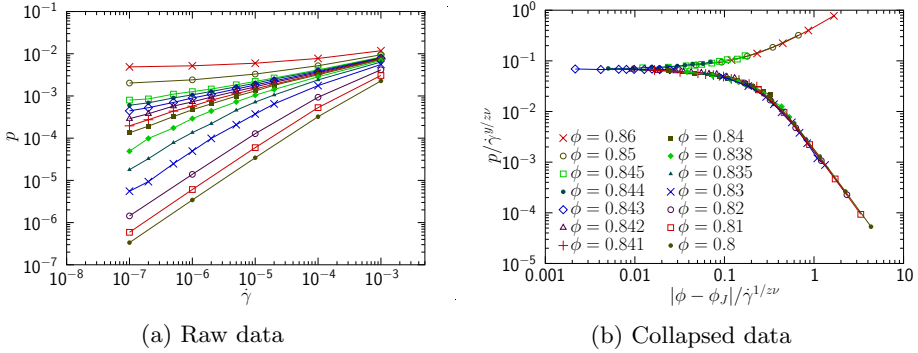 10⁻¹
10⁻²
10⁻³
10⁻⁴
10⁻⁵
10⁻⁶
10⁻⁷
p
10⁻⁸ 10⁻⁷ 10⁻⁶ 10⁻⁵ 10⁻⁴ 10⁻³
γ̇
(a) Raw data
10⁰
10⁻¹
10⁻²
10⁻³
10⁻⁴
10⁻⁵
p/γ̇^{y/zν}
ϕ = 0.86 ϕ = 0.84
ϕ = 0.85 ϕ = 0.838
ϕ = 0.845 ϕ = 0.835
ϕ = 0.844 ϕ = 0.83
ϕ = 0.843 ϕ = 0.82
ϕ = 0.842 ϕ = 0.81
ϕ = 0.841 ϕ = 0.8
0.001 0.01 0.1 1 10
|ϕ − ϕ_J|/γ̇^{1/zν}
(b) Collapsed data